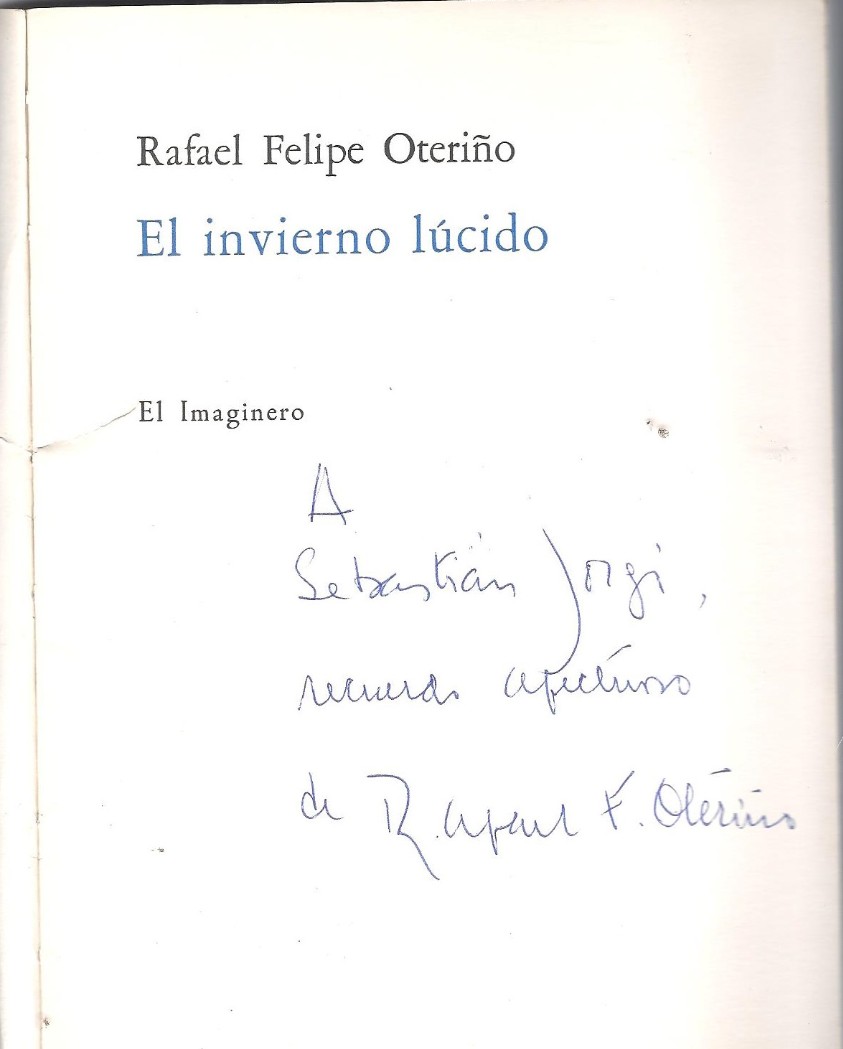 Rafael Felipe Oteriño
El invierno lúcido
El Imaginero
A
Sebastián Jorgi,
recuerdo afectuoso
de Rafael F. Oteriño